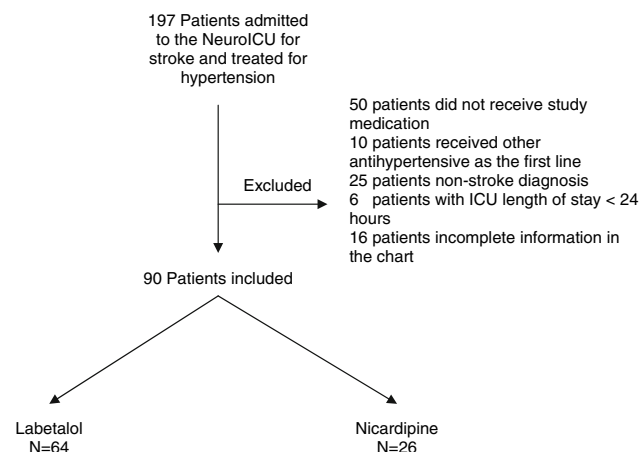 197 Patients admitted
to the NeuroICU for
stroke and treated for
hypertension
50 patients did not receive study
medication
10 patients received other
antihypertensive as the first line
25 patients non-stroke diagnosis
6 patients with ICU length of stay < 24
hours
16 patients incomplete information in
the chart
Excluded
90 Patients included
Labetalol
N=64
Nicardipine
N=26